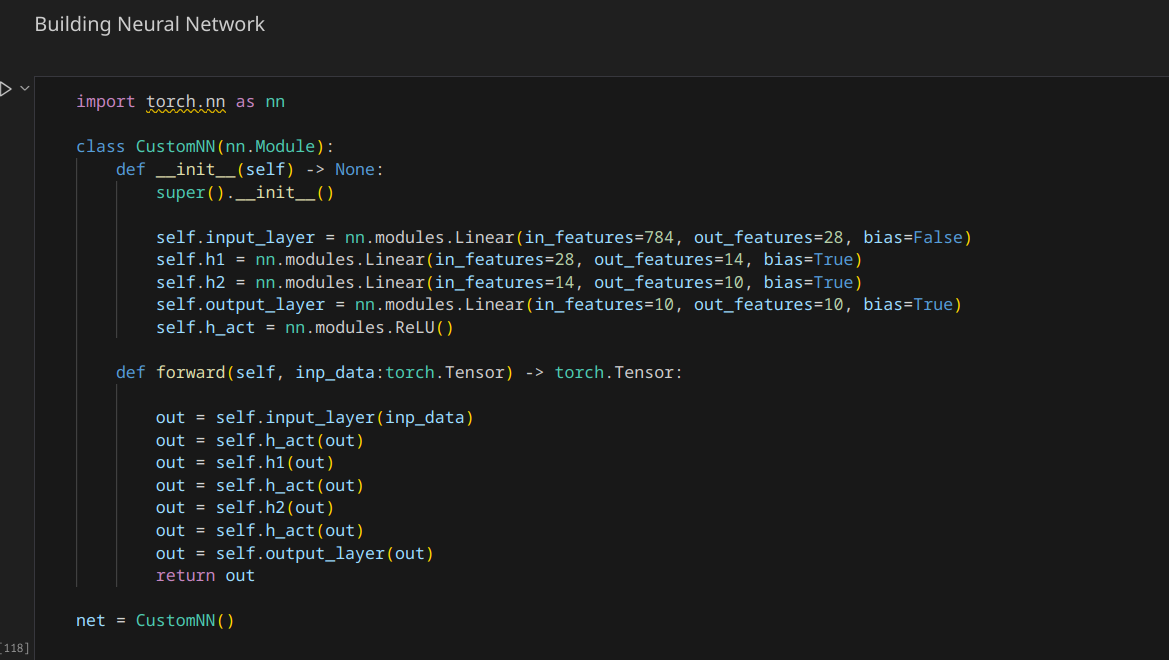 Building Neural Network
import torch.nn as nn
class CustomNN(nn.Module):
    def __init__(self) -> None:
        super().__init__()
        self.input_layer = nn.modules.Linear(in_features=784, out_features=28, bias=False)
        self.h1 = nn.modules.Linear(in_features=28, out_features=14, bias=True)
        self.h2 = nn.modules.Linear(in_features=14, out_features=10, bias=True)
        self.output_layer = nn.modules.Linear(in_features=10, out_features=10, bias=True)
        self.h_act = nn.modules.ReLU()
    def forward(self, inp_data:torch.Tensor) -> torch.Tensor:
        out = self.input_layer(inp_data)
        out = self.h_act(out)
        out = self.h1(out)
        out = self.h_act(out)
        out = self.h2(out)
        out = self.h_act(out)
        out = self.output_layer(out)
        return out
net = CustomNN()
[118]